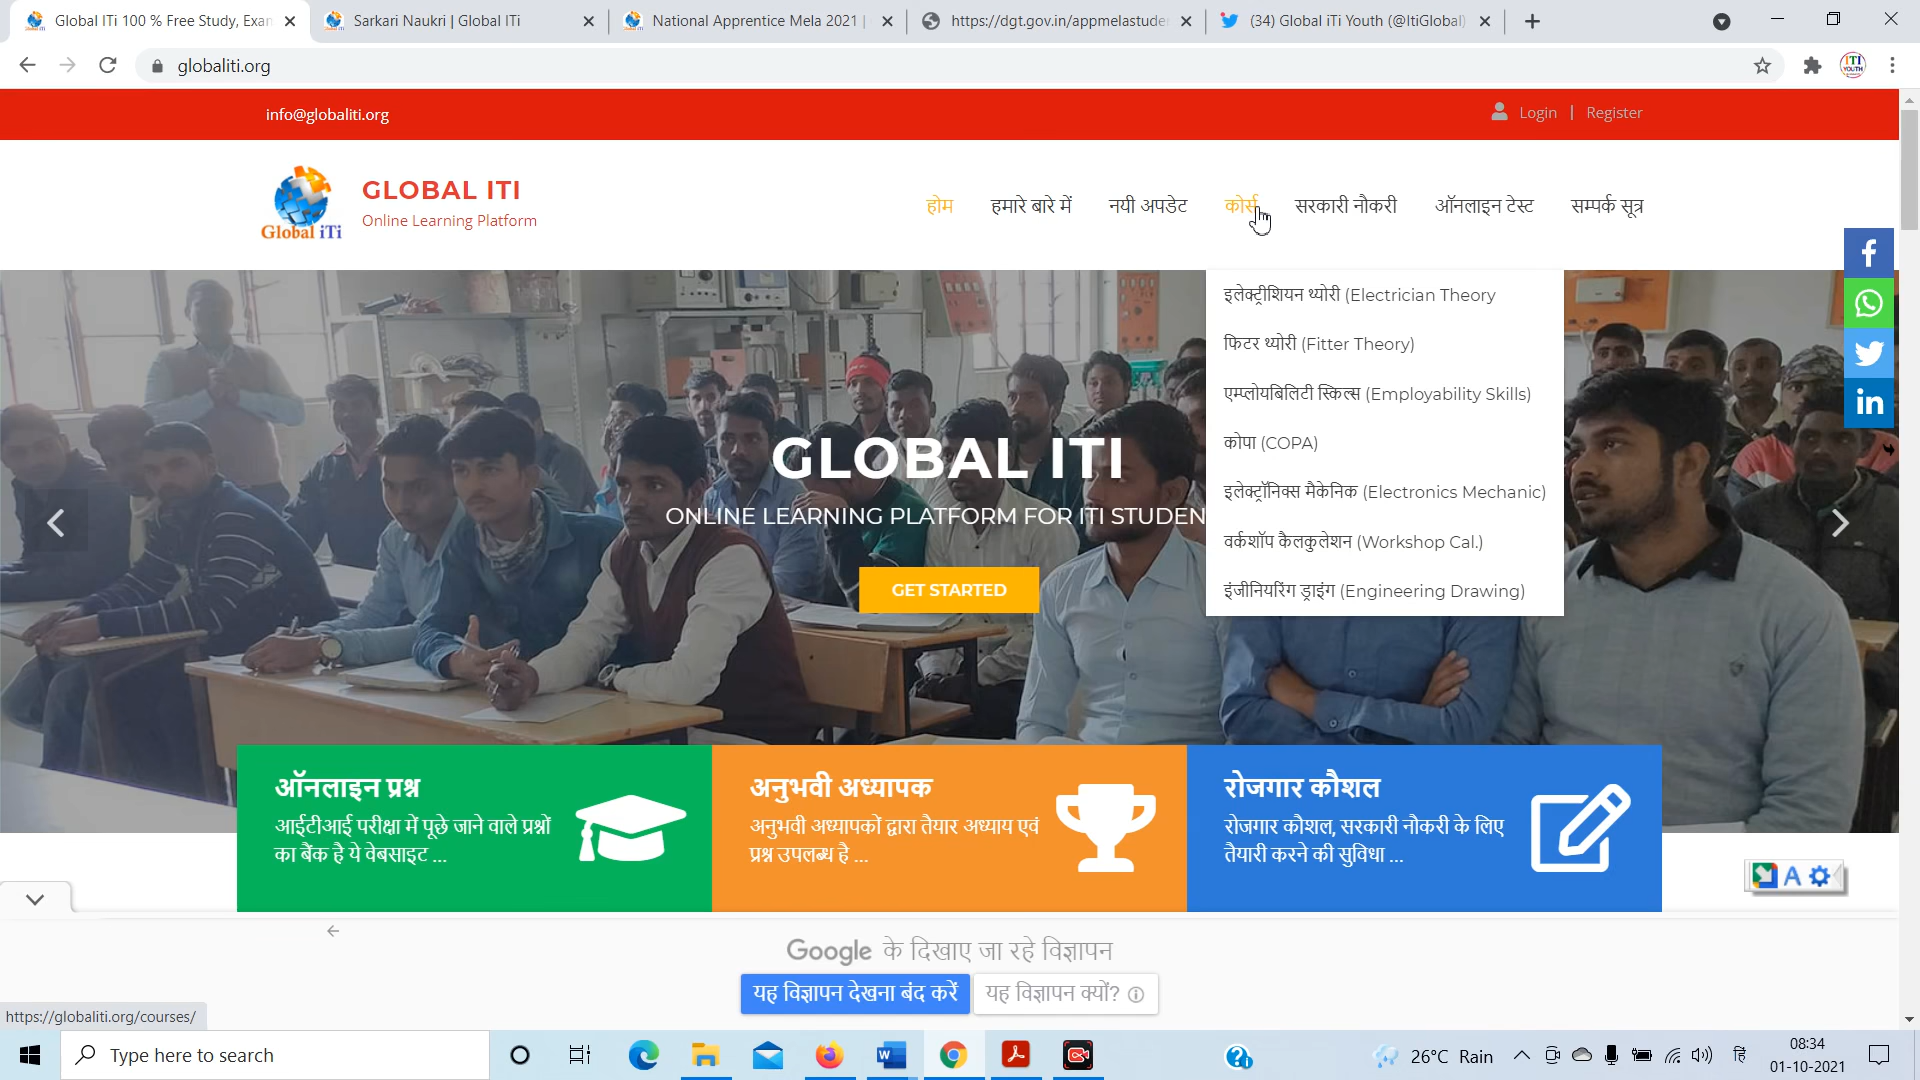 Global ITi 100 % Free Study, Exam
Sarkari Naukri | Global ITi
National Apprentice Mela 2021 |
https://dgt.gov.in/appmelastude
(34) Global iTi Youth (@ItiGlobal)
globaliti.org
info@globaliti.org
Login | Register
GLOBAL ITI
Online Learning Platform
Global iTi
होम
हमारे बारे में
नयी अपडेट
कोर्स
सरकारी नौकरी
ऑनलाइन टेस्ट
सम्पर्क सूत्र
इलेक्ट्रीशियन थ्योरी (Electrician Theory
फिटर थ्योरी (Fitter Theory)
एम्प्लोयबिलिटी स्किल्स (Employability Skills)
कोपा (COPA)
इलेक्ट्रॉनिक्स मैकेनिक (Electronics Mechanic)
वर्कशॉप कैलकुलेशन (Workshop Cal.)
इंजीनियरिंग ड्राइंग (Engineering Drawing)
GLOBAL ITI
ONLINE LEARNING PLATFORM FOR ITI STUDEN
GET STARTED
ऑनलाइन प्रश्न
आईटीआई परीक्षा में पूछे जाने वाले प्रश्नों
का बैंक है ये वेबसाइट ...
अनुभवी अध्यापक
अनुभवी अध्यापकों द्वारा तैयार अध्याय एवं
प्रश्न उपलब्ध है ...
रोजगार कौशल
रोजगार कौशल, सरकारी नौकरी के लिए
तैयारी करने की सुविधा ...
Google के दिखाए जा रहे विज्ञापन
यह विज्ञापन देखना बंद करें
यह विज्ञापन क्यों?
https://globaliti.org/courses/
Type here to search
26°C Rain
हि
08:34
01-10-2021